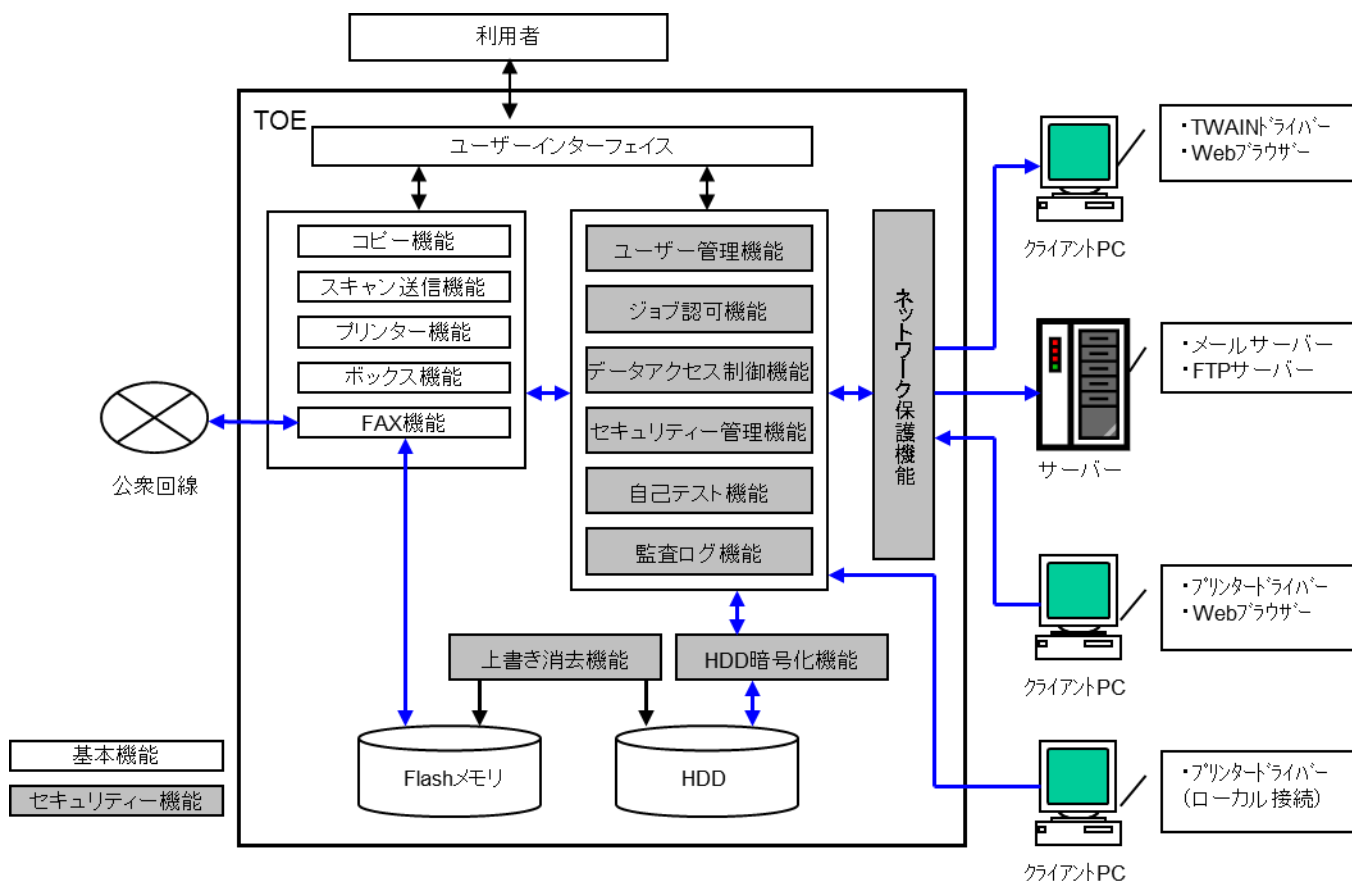 利用者
TOE
ユーザーインターフェイス
コピー機能
スキャン送信機能
プリンター機能
ボックス機能
FAX機能
ユーザー管理機能
ジョブ認可機能
データアクセス制御機能
セキュリティー管理機能
自己テスト機能
監査ログ機能
ネットワーク保護機能
公衆回線
上書き消去機能
HDD暗号化機能
Flashメモリ
HDD
基本機能
セキュリティー機能
・TWAINドライバー
・Webブラウザー
クライアントPC
・メールサーバー
・FTPサーバー
サーバー
・プリンタードライバー
・Webブラウザー
クライアントPC
・プリンタードライバー
(ローカル接続)
クライアントPC